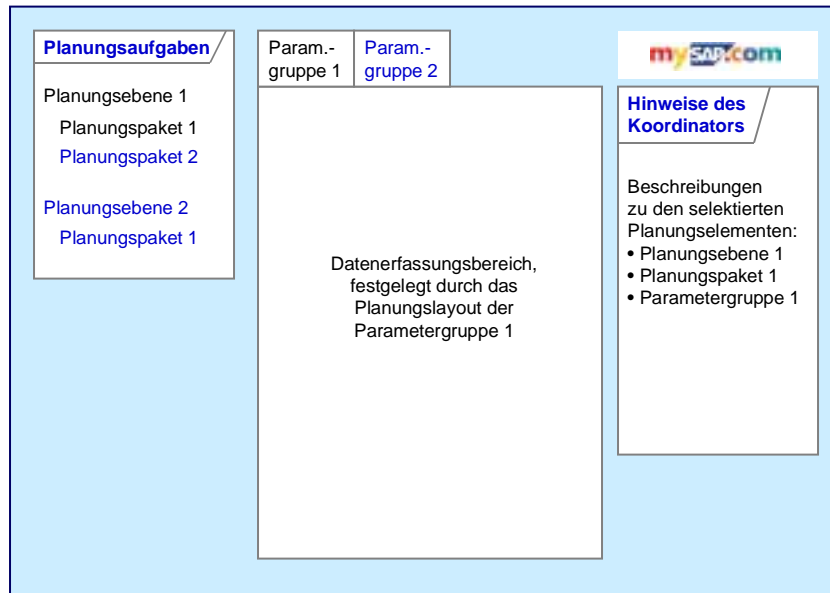 Planungsaufgaben
Planungsebene 1
Planungspaket 1
Planungspaket 2
Planungsebene 2
Planungspaket 1
Param.-
gruppe 1
Param.-
gruppe 2
Datenerfassungsbereich,
festgelegt durch das
Planungslayout der
Parametergruppe 1
mySAP.com
Hinweise des
Koordinators
Beschreibungen
zu den selektierten
Planungselementen:
• Planungsebene 1
• Planungspaket 1
• Parametergruppe 1